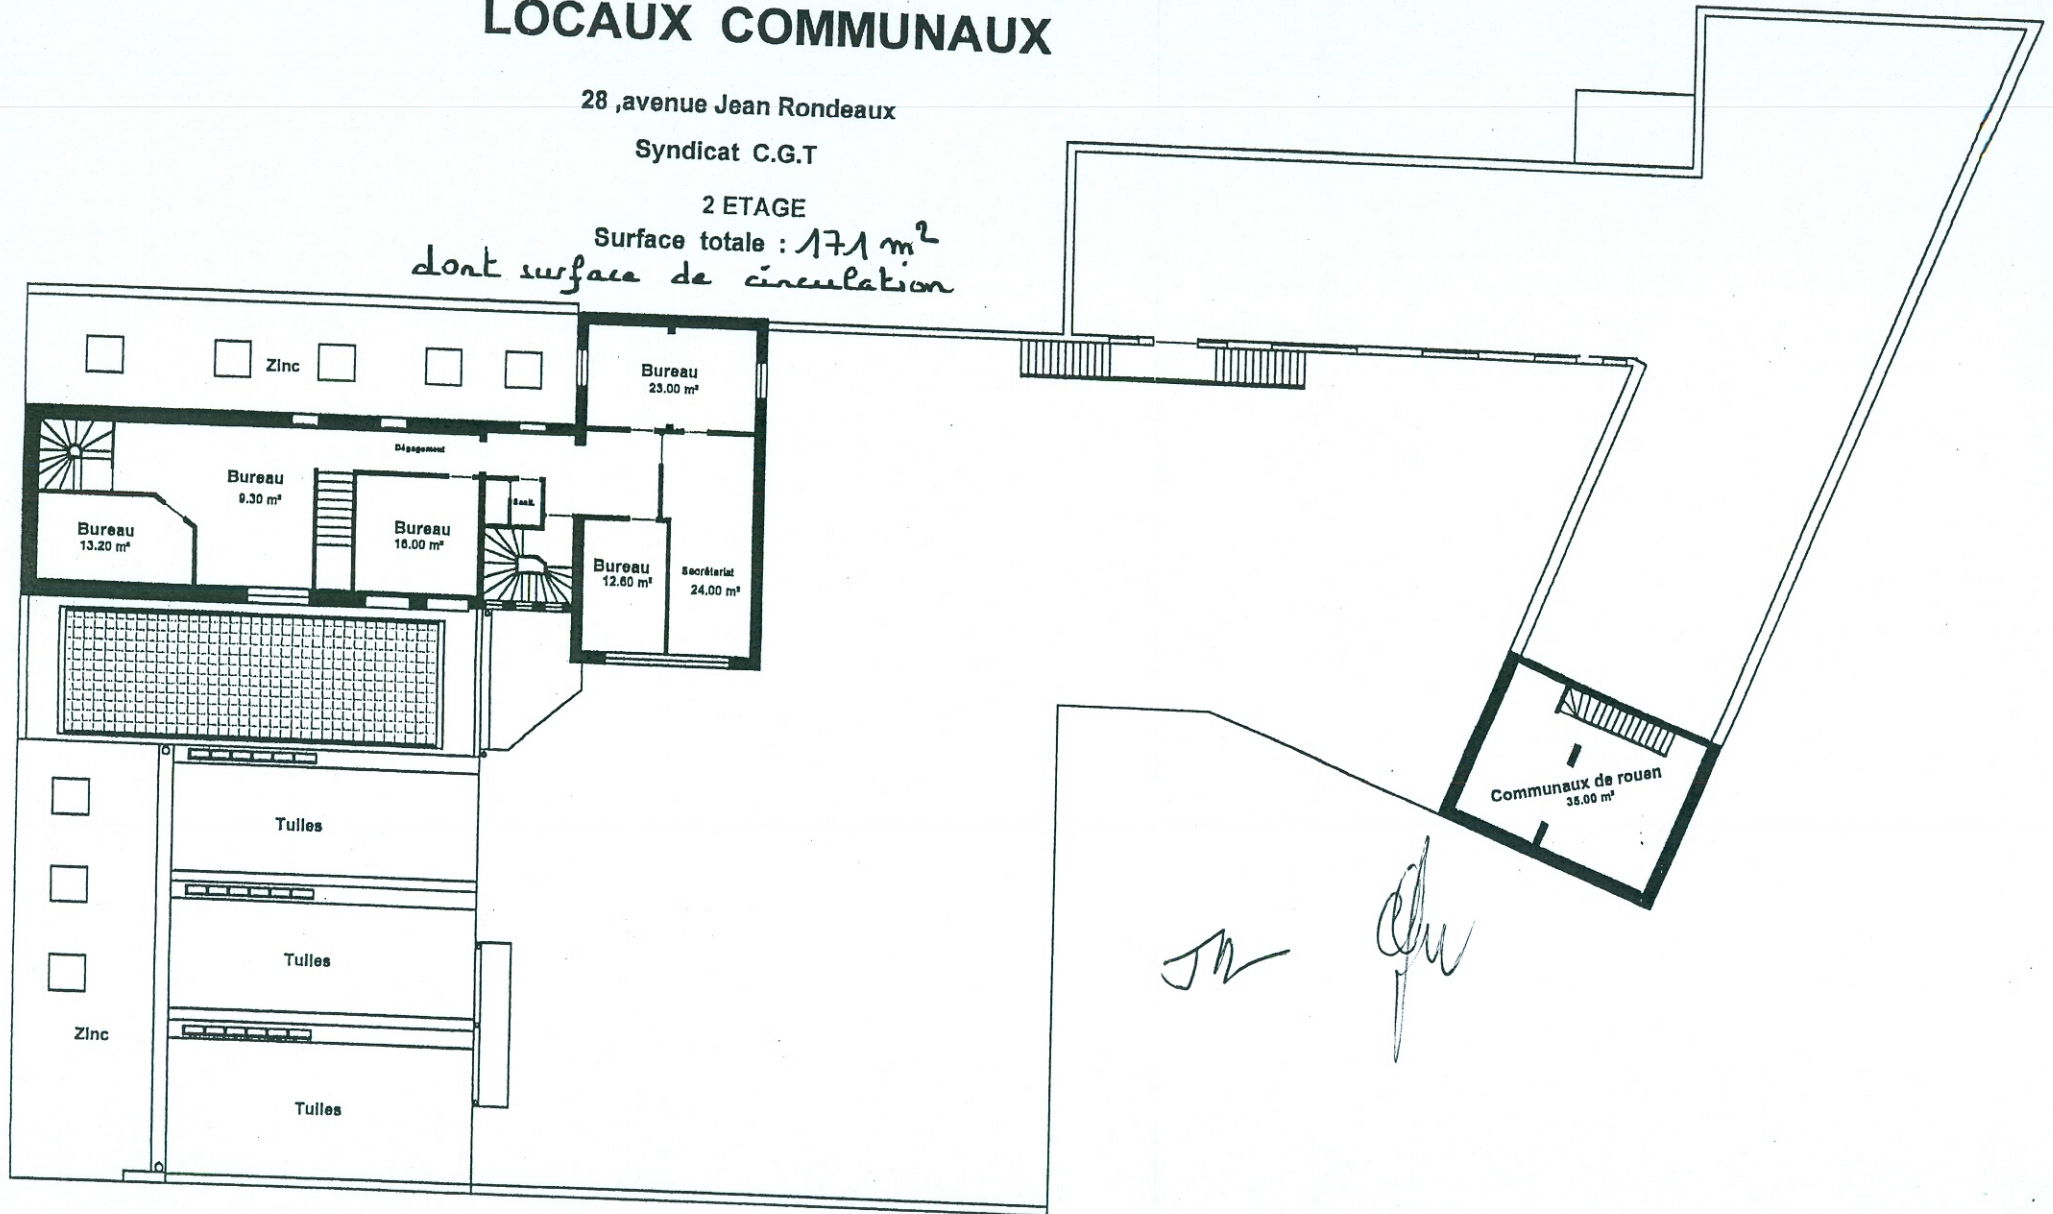 LOCAUX COMMUNAUX
28 ,avenue Jean Rondeaux
Syndicat C.G.T
2 ETAGE
Surface totale : 171 m²
dont surface de circulation
Zinc
Bureau
23.00 m²
Dégagement
Bureau
9.30 m²
Bureau
13.20 m²
Bureau
16.00 m²
Sanit.
Bureau
12.60 m²
Secrétariat
24.00 m²
Communaux de rouen
35.00 m²
Tuiles
Tuiles
Zinc
Tuiles